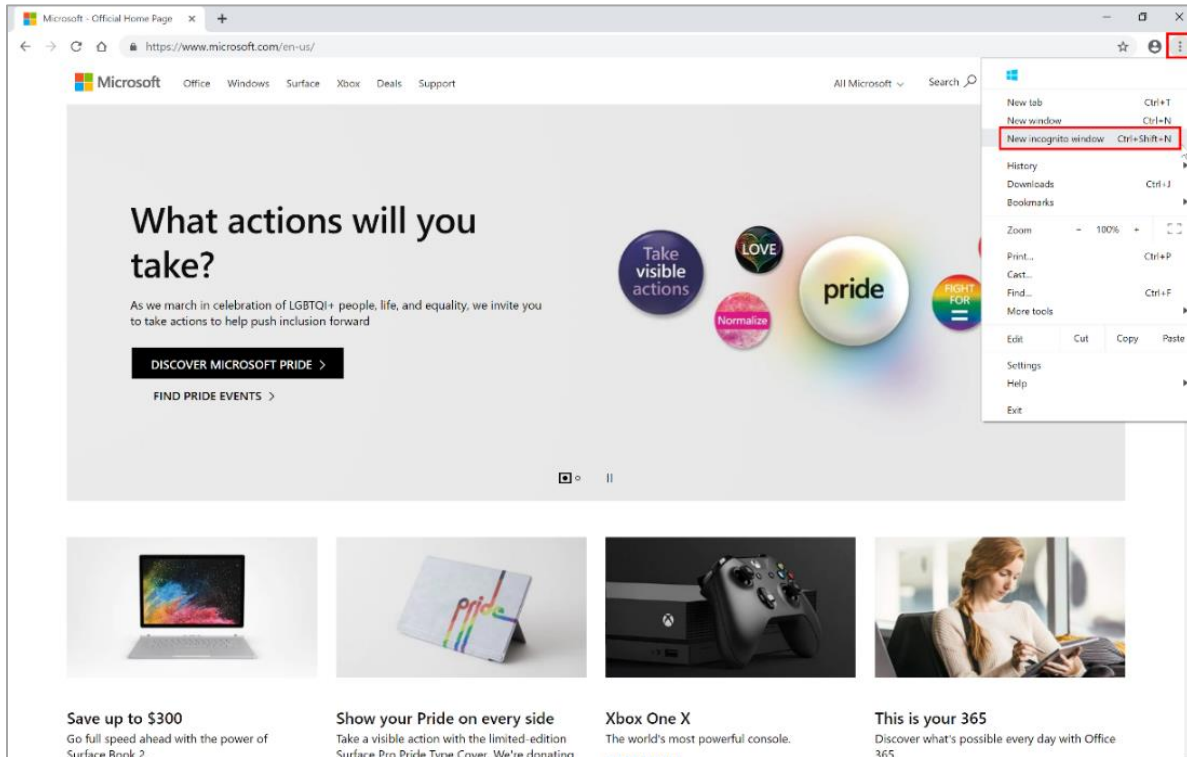 Microsoft - Official Home Page
https://www.microsoft.com/en-us/
Microsoft Office Windows Surface Xbox Deals Support All Microsoft Search
New tab Ctrl+T
New window Ctrl+N
New incognito window Ctrl+Shift+N
History
Downloads Ctrl+J
Bookmarks
Zoom - 100% +
Print... Ctrl+P
Cast...
Find... Ctrl+F
More tools
Edit Cut Copy Paste
Settings
Help
Exit
What actions will you
take?
As we march in celebration of LGBTQI+ people, life, and equality, we invite you
to take actions to help push inclusion forward
DISCOVER MICROSOFT PRIDE >
FIND PRIDE EVENTS >
Take
visible
actions
LOVE
Normalize
pride
FIGHT
FOR
=
Pride
Save up to $300
Go full speed ahead with the power of
Surface Book 2
Show your Pride on every side
Take a visible action with the limited-edition
Surface Pro Pride Type Cover. We're donating
Xbox One X
The world's most powerful console.
This is your 365
Discover what's possible every day with Office
365